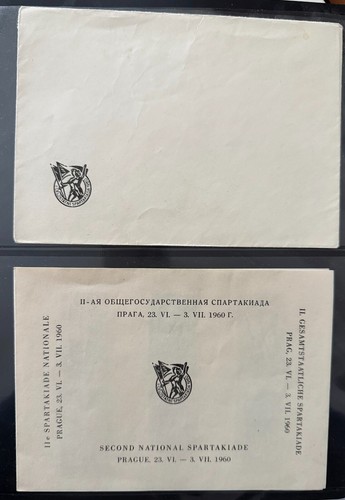 II-АЯ ОБЩЕГОСУДАРСТВЕННАЯ СПАРТАКИАДА
ПРАГА, 23. VI. — 3. VII. 1960 Г.
IIe SPARTAKIADE NATIONALE
PRAGUE, 23. VI. — 3. VII. 1960
II. GESAMTSTAATLICHE SPARTAKIADE
PRAG, 23. VI. — 3. VII. 1960
SECOND NATIONAL SPARTAKIADE
PRAGUE, 23. VI. — 3. VII. 1960